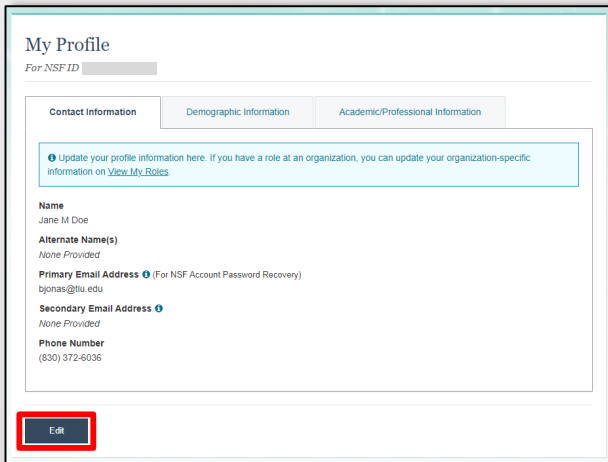 My Profile
For NSF ID
Contact Information Demographic Information Academic/Professional Information
Update your profile information here. If you have a role at an organization, you can update your organization-specific
information on View My Roles.
Name
Jane M Doe
Alternate Name(s)
None Provided
Primary Email Address (For NSF Account Password Recovery)
bjonas@tlu.edu
Secondary Email Address
None Provided
Phone Number
(830) 372-6036
Edit